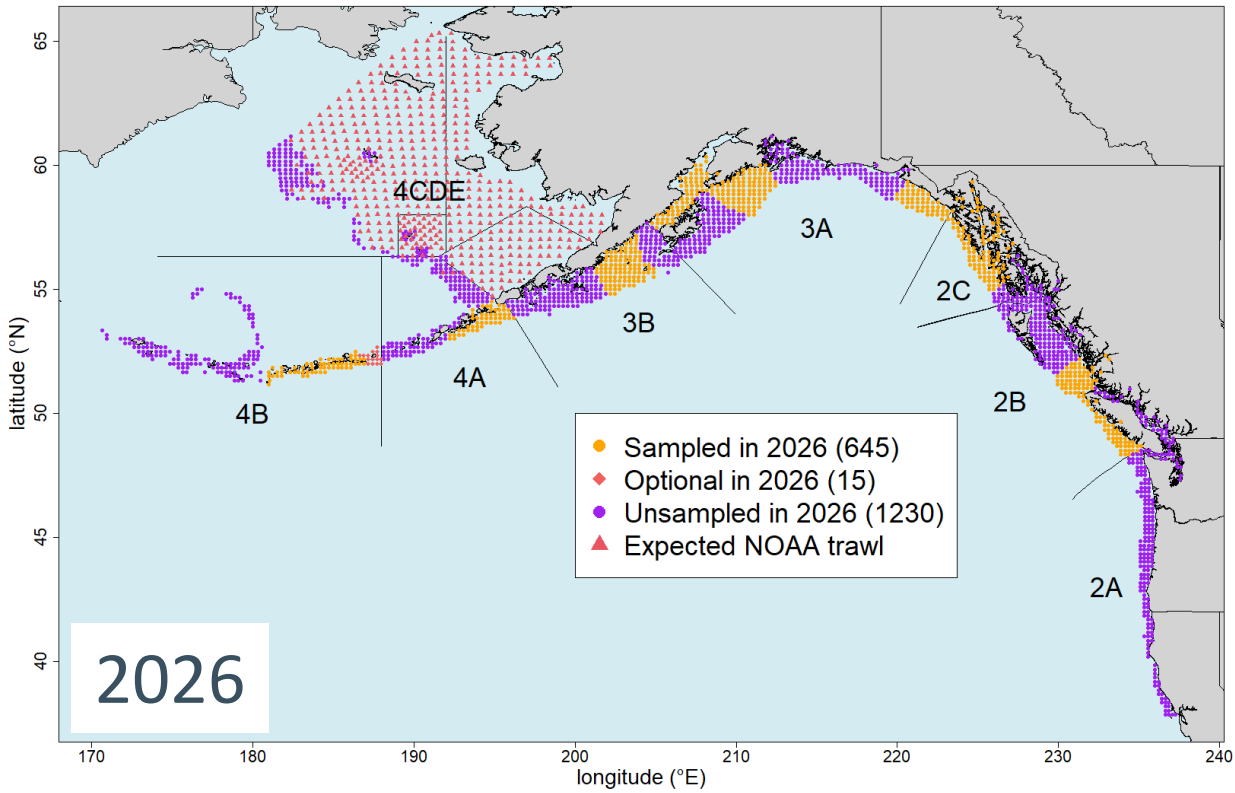 65
60
55
50
45
40
latitude (°N)
4CDE
3A
2C
3B
4A
2B
4B
2A
Sampled in 2026 (645)
Optional in 2026 (15)
Unsampled in 2026 (1230)
Expected NOAA trawl
2026
170 180 190 200 210 220 230 240
longitude (°E)